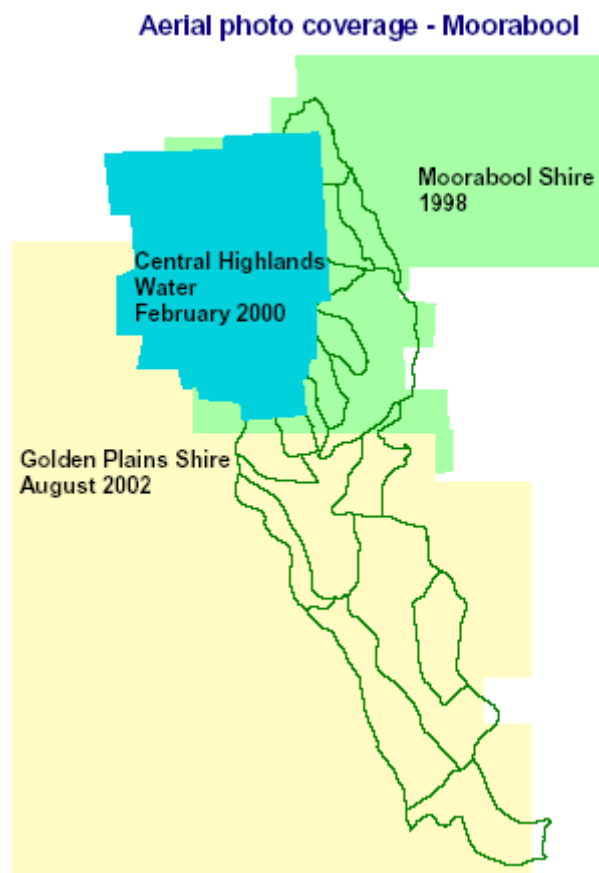 Aerial photo coverage - Moorabool
Moorabool Shire
1998
Central Highlands
Water
February 2000
Golden Plains Shire
August 2002